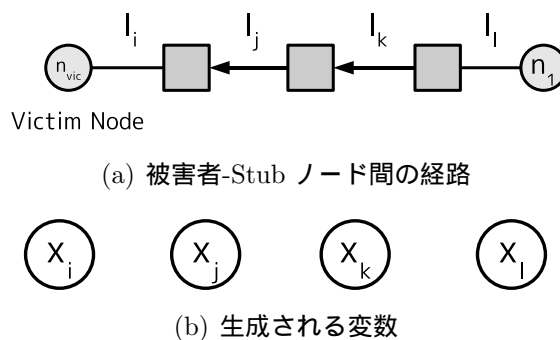 l_i l_j l_k l_l
n_vic n_1
Victim Node
(a) 被害者-Stub ノード間の経路
X_i X_j X_k X_l
(b) 生成される変数